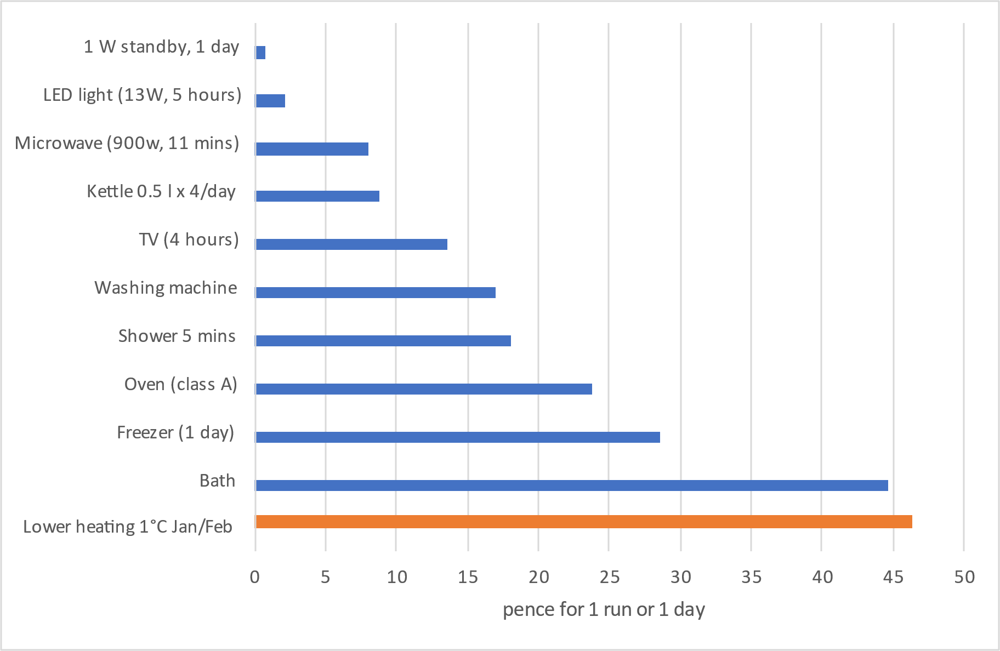 1 W standby, 1 day
LED light (13W, 5 hours)
Microwave (900w, 11 mins)
Kettle 0.5 l x 4/day
TV (4 hours)
Washing machine
Shower 5 mins
Oven (class A)
Freezer (1 day)
Bath
Lower heating 1°C Jan/Feb
0 5 10 15 20 25 30 35 40 45 50
pence for 1 run or 1 day